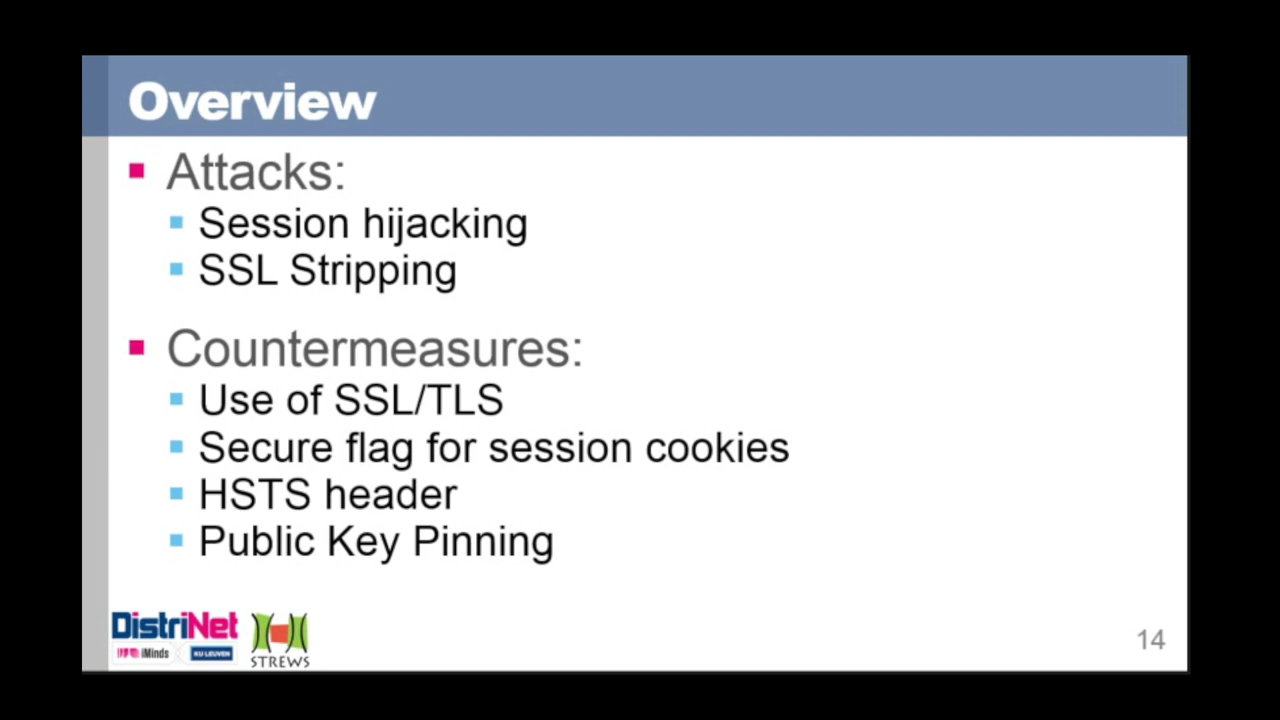 Overview
Attacks:
Session hijacking
SSL Stripping
Countermeasures:
Use of SSL/TLS
Secure flag for session cookies
HSTS header
Public Key Pinning
DistriNet
iMinds
KU LEUVEN
STREWS
14